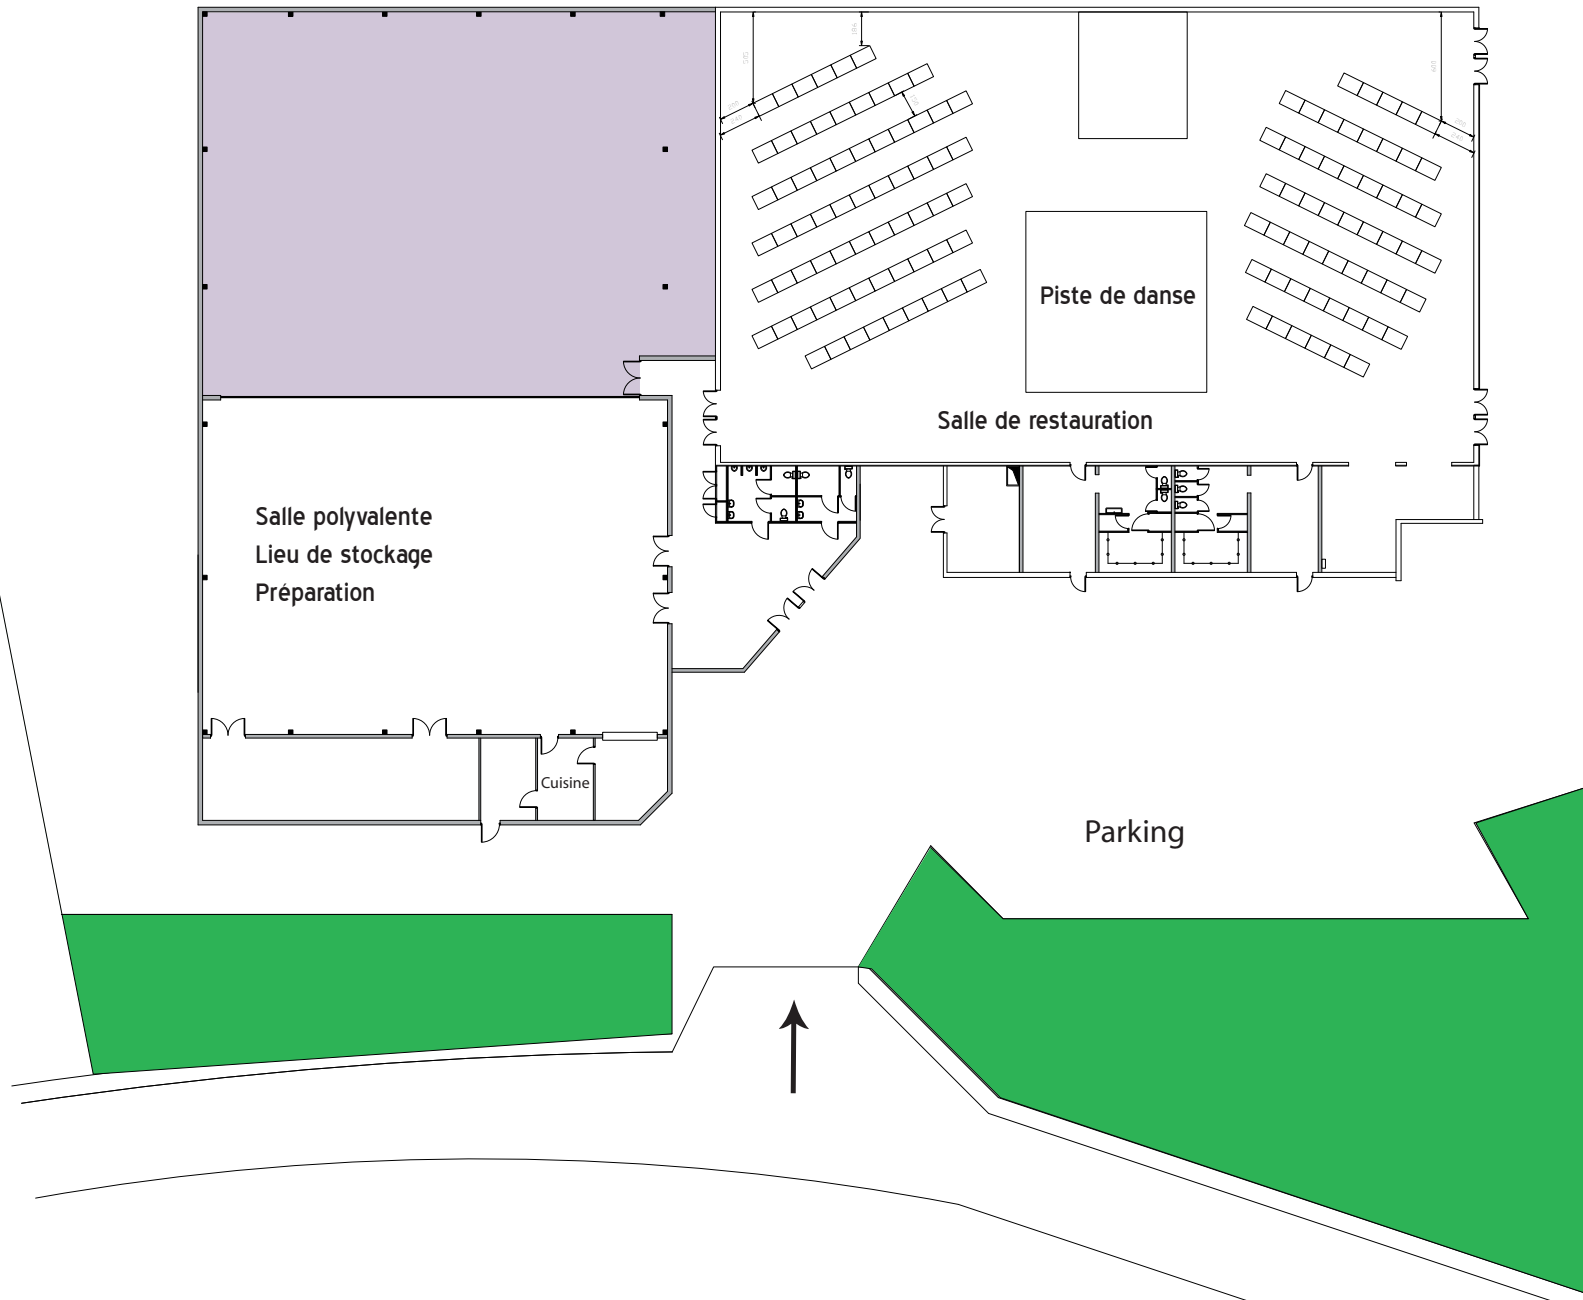 Piste de danse
Salle de restauration
Salle polyvalente
Lieu de stockage
Préparation
Cuisine
Parking